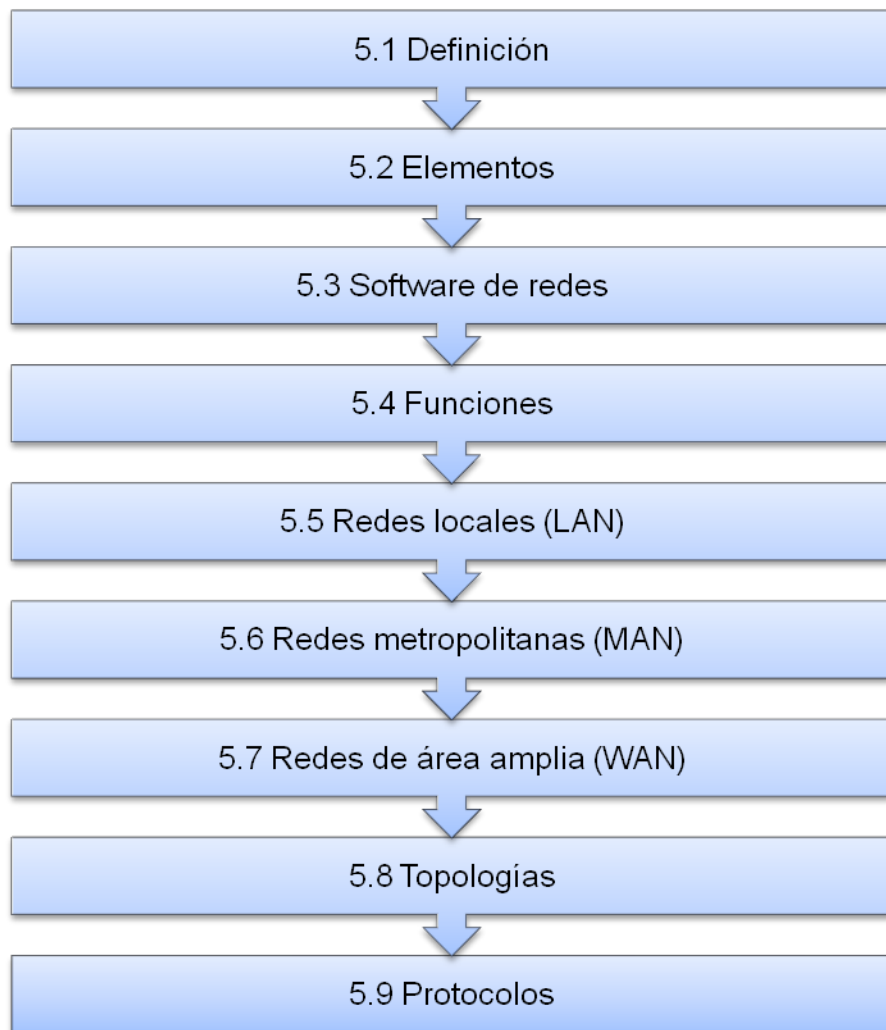 5.1 Definición
5.2 Elementos
5.3 Software de redes
5.4 Funciones
5.5 Redes locales (LAN)
5.6 Redes metropolitanas (MAN)
5.7 Redes de área amplia (WAN)
5.8 Topologías
5.9 Protocolos